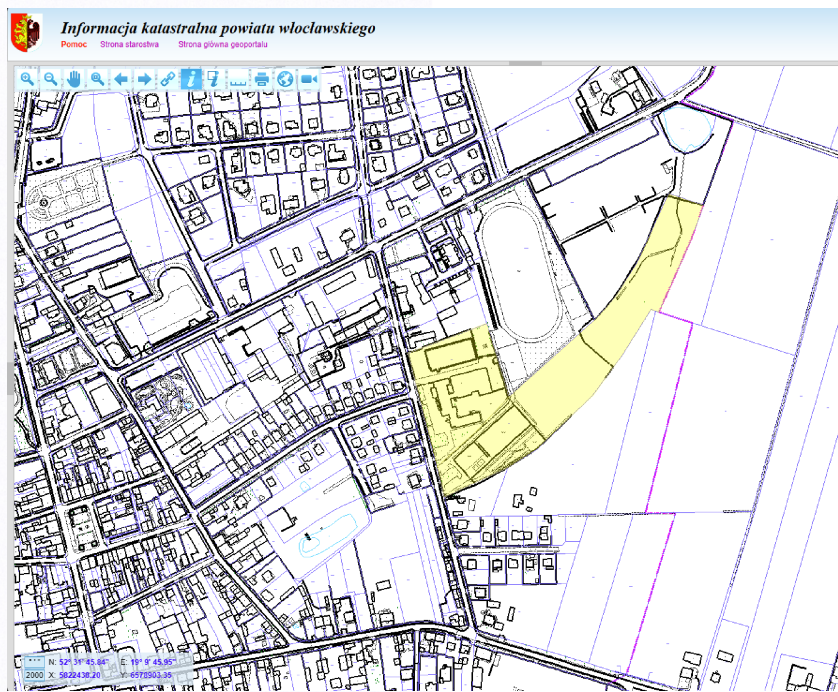 Informacja katastralna powiatu włocławskiego
Pomoc Strona starostwa Strona główna geoportalu
N: 52° 31' 45.84" E: 19° 9' 45.95"
2000 X: 5822438.20 Y: 6578903.35